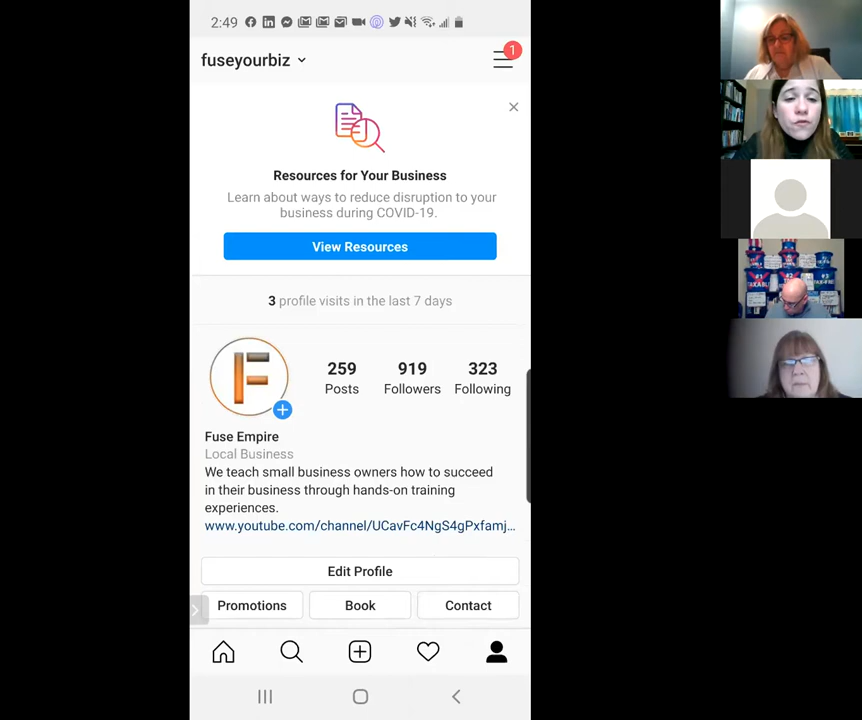 2:49
fuseyourbiz
1
Resources for Your Business
Learn about ways to reduce disruption to your
business during COVID-19.
View Resources
3 profile visits in the last 7 days
F
259 919 323
Posts Followers Following
Fuse Empire
Local Business
We teach small business owners how to succeed
in their business through hands-on training
experiences.
www.youtube.com/channel/UCavFc4NgS4gPxfamj...
Edit Profile
Promotions Book Contact